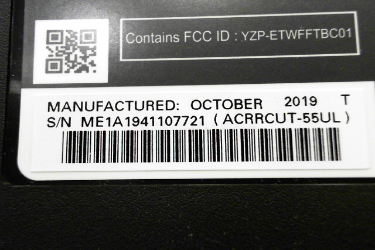 Contains FCC ID : YZP-ETWFFTBC01
MANUFACTURED: OCTOBER 2019 T
S/N ME1A1941107721 ( ACRRCUT-55UL )